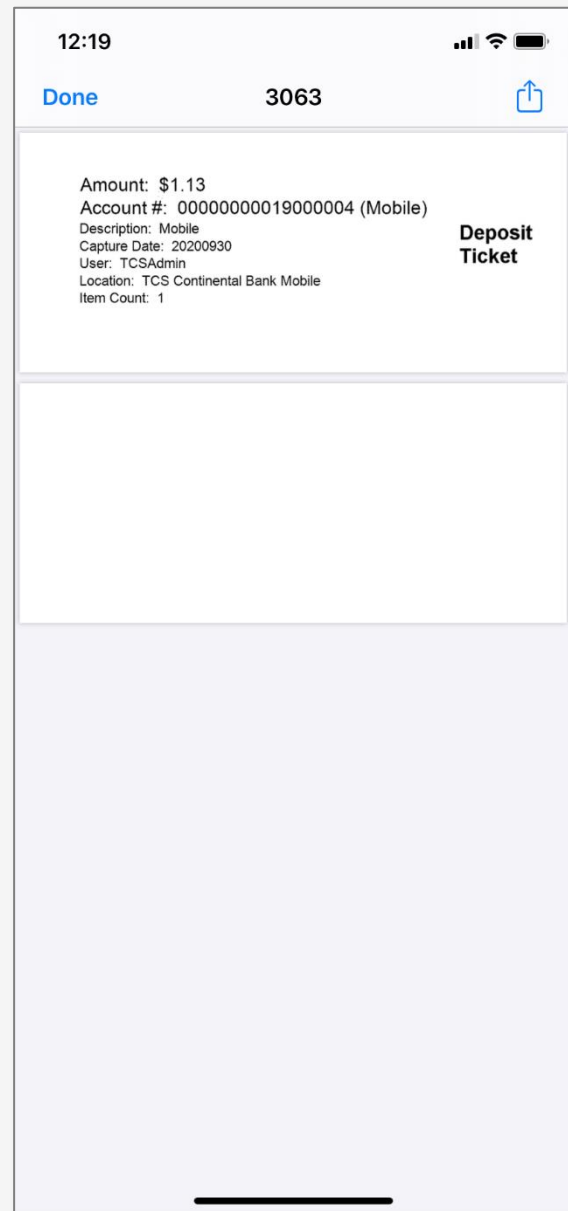 12:19
Done 3063
Amount: $1.13
Account #: 00000000019000004 (Mobile)
Description: Mobile
Capture Date: 20200930
User: TCSAdmin
Location: TCS Continental Bank Mobile
Item Count: 1
Deposit
Ticket